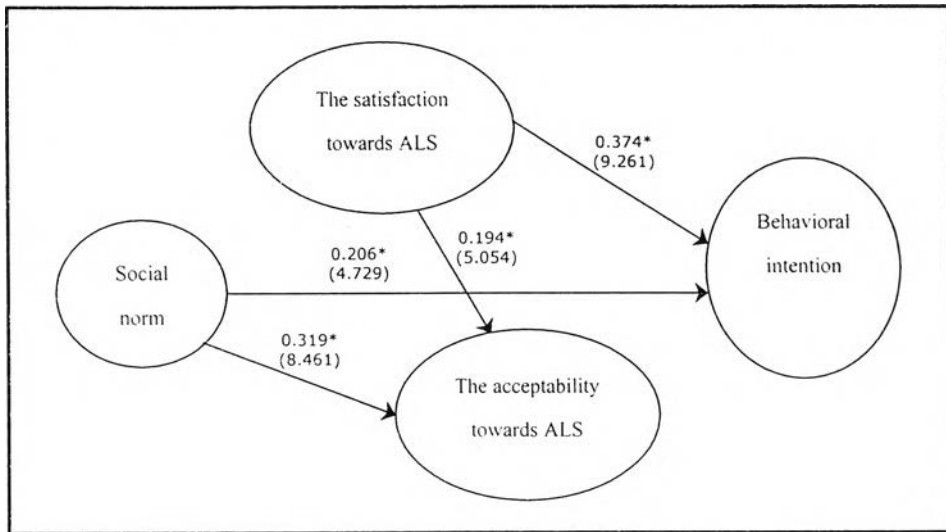 The satisfaction
towards ALS
0.374*
(9.261)
Behavioral
intention
0.206*
(4.729)
0.194*
(5.054)
Social
norm
0.319*
(8.461)
The acceptability
towards ALS